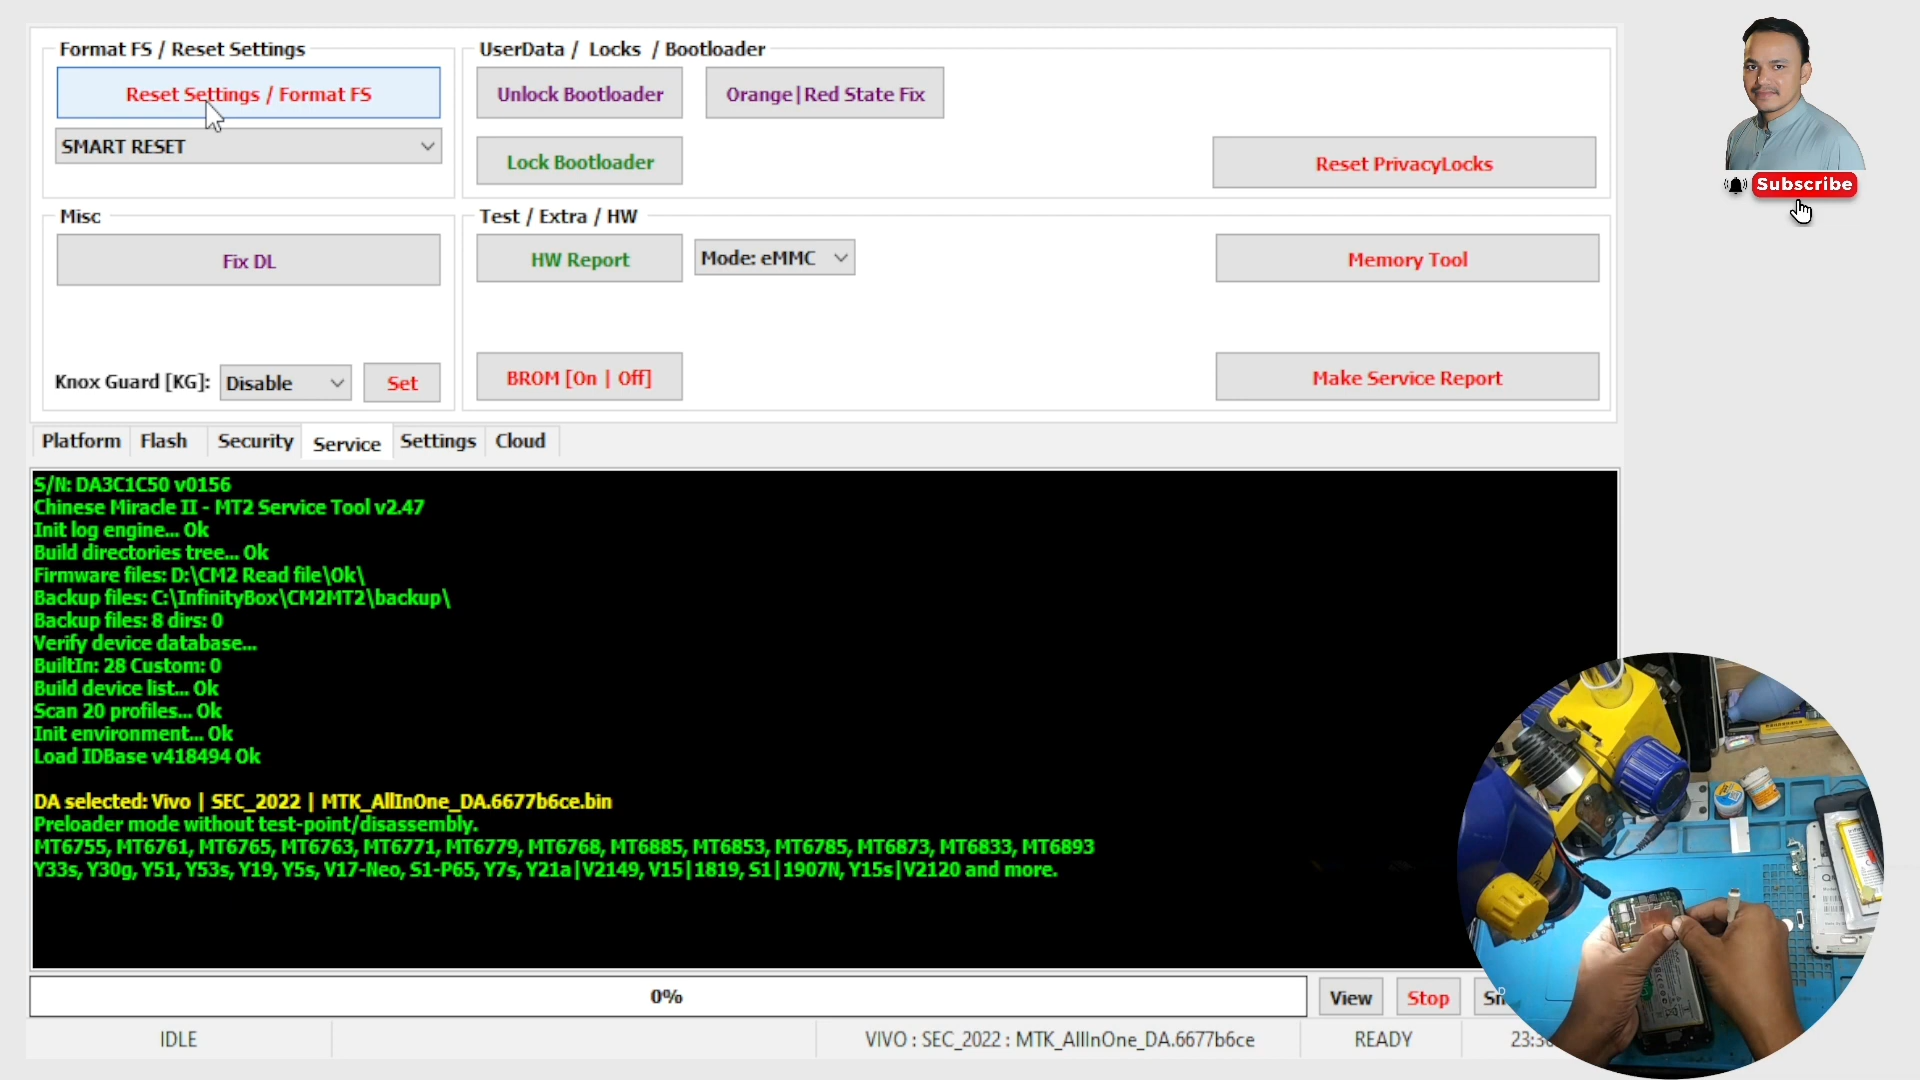 Format FS / Reset Settings
Reset Settings / Format FS
SMART RESET
UserData / Locks / Bootloader
Unlock Bootloader
Orange|Red State Fix
Lock Bootloader
Reset PrivacyLocks
Subscribe
Misc
Fix DL
Knox Guard [KG]:
Disable
Set
Test / Extra / HW
HW Report
Mode: eMMC
Memory Tool
BROM [On | Off]
Make Service Report
Platform
Flash
Security
Service
Settings
Cloud
S/N: DA3C1C50 v0156
Chinese Miracle II - MT2 Service Tool v2.47
Init log engine... Ok
Build directories tree... Ok
Firmware files: D:\CM2 Read file\Ok\
Backup files: C:\InfinityBox\CM2MT2\backup\
Backup files: 8 dirs: 0
Verify device database...
BuiltIn: 28 Custom: 0
Build device list... Ok
Scan 20 profiles... Ok
Init environment... Ok
Load IDBase v418494 Ok
DA selected: Vivo | SEC_2022 | MTK_AllInOne_DA.6677b6ce.bin
Preloader mode without test-point/disassembly.
MT6755, MT6761, MT6765, MT6763, MT6771, MT6779, MT6768, MT6885, MT6853, MT6785, MT6873, MT6833, MT6893
Y33s, Y30g, Y51, Y53s, Y19, Y5s, V17-Neo, S1-P65, Y7s, Y21a|V2149, V15|1819, S1|1907N, Y15s|V2120 and more.
0%
View
Stop
IDLE
VIVO : SEC_2022 : MTK_AllInOne_DA.6677b6ce
READY